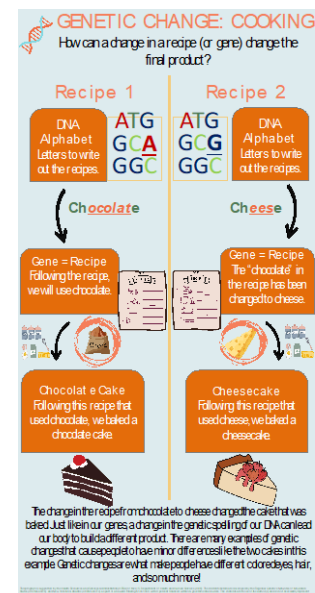 GENETIC CHANGE: COOKING
How can a change in a recipe (or gene) change the
final product?
Recipe 1
DNA
Alphabet
Letters to write
out the recipes.
ATG
GCA
GGC
Chocolate
Gene = Recipe
Following the recipe,
we will use chocolate.
Chocolate Cake
Following this recipe that
used chocolate, we baked a
chocolate cake.
Recipe 2
ATG
GCG
GGC
DNA
Alphabet
Letters to write
out the recipes.
Cheese
Gene = Recipe
The "chocolate" in
the recipe has been
changed to cheese.
Cheesecake
Following this recipe that
used cheese, we baked a
cheesecake.
The change in the recipe from chocolate to cheese changed the cake that was
baked. Just like in our genes, a change in the genetic spelling of our DNA can lead
our body to build a different product. There are many examples of genetic
changes that cause people to have minor differences like the two cakes in this
example. Genetic changes are what make people have different colored eyes, hair,
and so much more!